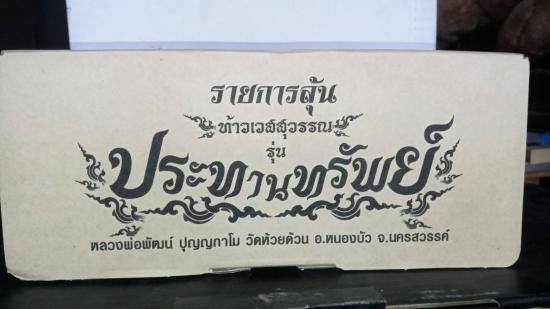 รายการลุ้น
ท้าวเวสสุวรรณ
รุ่น
ประทานทรัพย์
หลวงพ่อพัฒน์ ปุญญกาโม วัดห้วยด้วน อ.หนองบัว จ.นครสวรรค์